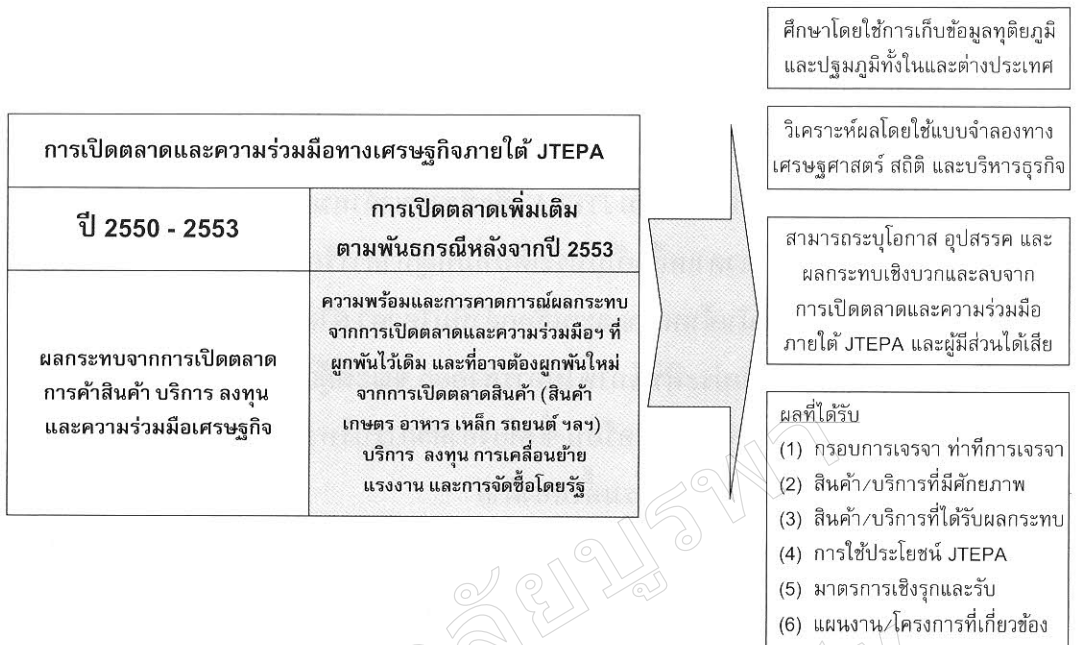 การเปิดตลาดและความร่วมมือทางเศรษฐกิจภายใต้ JTEPA
ปี 2550 - 2553
การเปิดตลาดเพิ่มเติม
ตามพันธกรณีหลังจากปี 2553
ผลกระทบจากการเปิดตลาด
การค้าสินค้า บริการ ลงทุน
และความร่วมมือเศรษฐกิจ
ความพร้อมและการคาดการณ์ผลกระทบ
จากการเปิดตลาดและความร่วมมือฯ ที่
ผูกพันไว้เดิม และที่อาจต้องผูกพันใหม่
จากการเปิดตลาดสินค้า (สินค้า
เกษตร อาหาร เหล็ก รถยนต์ ฯลฯ)
บริการ ลงทุน การเคลื่อนย้าย
แรงงาน และการจัดซื้อโดยรัฐ
ศึกษาโดยใช้การเก็บข้อมูลทุติยภูมิ
และปฐมภูมิทั้งในและต่างประเทศ
วิเคราะห์ผลโดยใช้แบบจำลองทาง
เศรษฐศาสตร์ สถิติ และบริหารธุรกิจ
สามารถระบุโอกาส อุปสรรค และ
ผลกระทบเชิงบวกและลบจาก
การเปิดตลาดและความร่วมมือ
ภายใต้ JTEPA และผู้มีส่วนได้เสีย
ผลที่ได้รับ
(1) กรอบการเจรจา ท่าทีการเจรจา
(2) สินค้า/บริการที่มีศักยภาพ
(3) สินค้า/บริการที่ได้รับผลกระทบ
(4) การใช้ประโยชน์ JTEPA
(5) มาตรการเชิงรุกและรับ
(6) แผนงาน/โครงการที่เกี่ยวข้อง